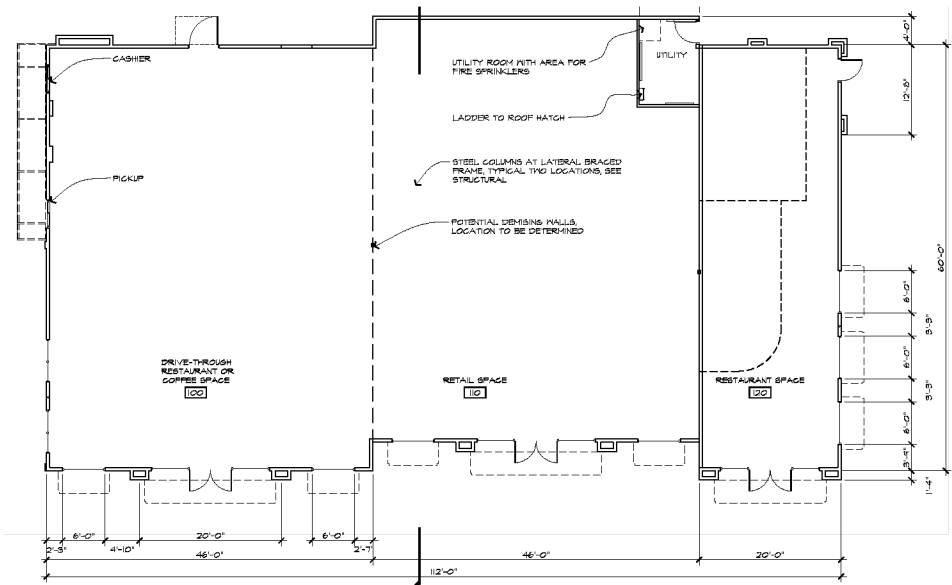 CASHIER
UTILITY ROOM WITH AREA FOR
FIRE SPRINKLERS
UTILITY
4'-0"
12'-8"
LADDER TO ROOF HATCH
STEEL COLUMNS AT LATERAL BRACED
FRAME, TYPICAL TWO LOCATIONS, SEE
STRUCTURAL
PICKUP
POTENTIAL DEMISING WALLS,
LOCATION TO BE DETERMINED
60'-0"
6'-0"
3'-3"
6'-0"
3'-3"
6'-0"
3'-4"
1'-4"
DRIVE-THROUGH
RESTAURANT OR
COFFEE SPACE
100
RETAIL SPACE
110
RESTAURANT SPACE
120
2'-3"
6'-0"
4'-10"
20'-0"
6'-0"
2'-7"
46'-0"
46'-0"
20'-0"
112'-0"